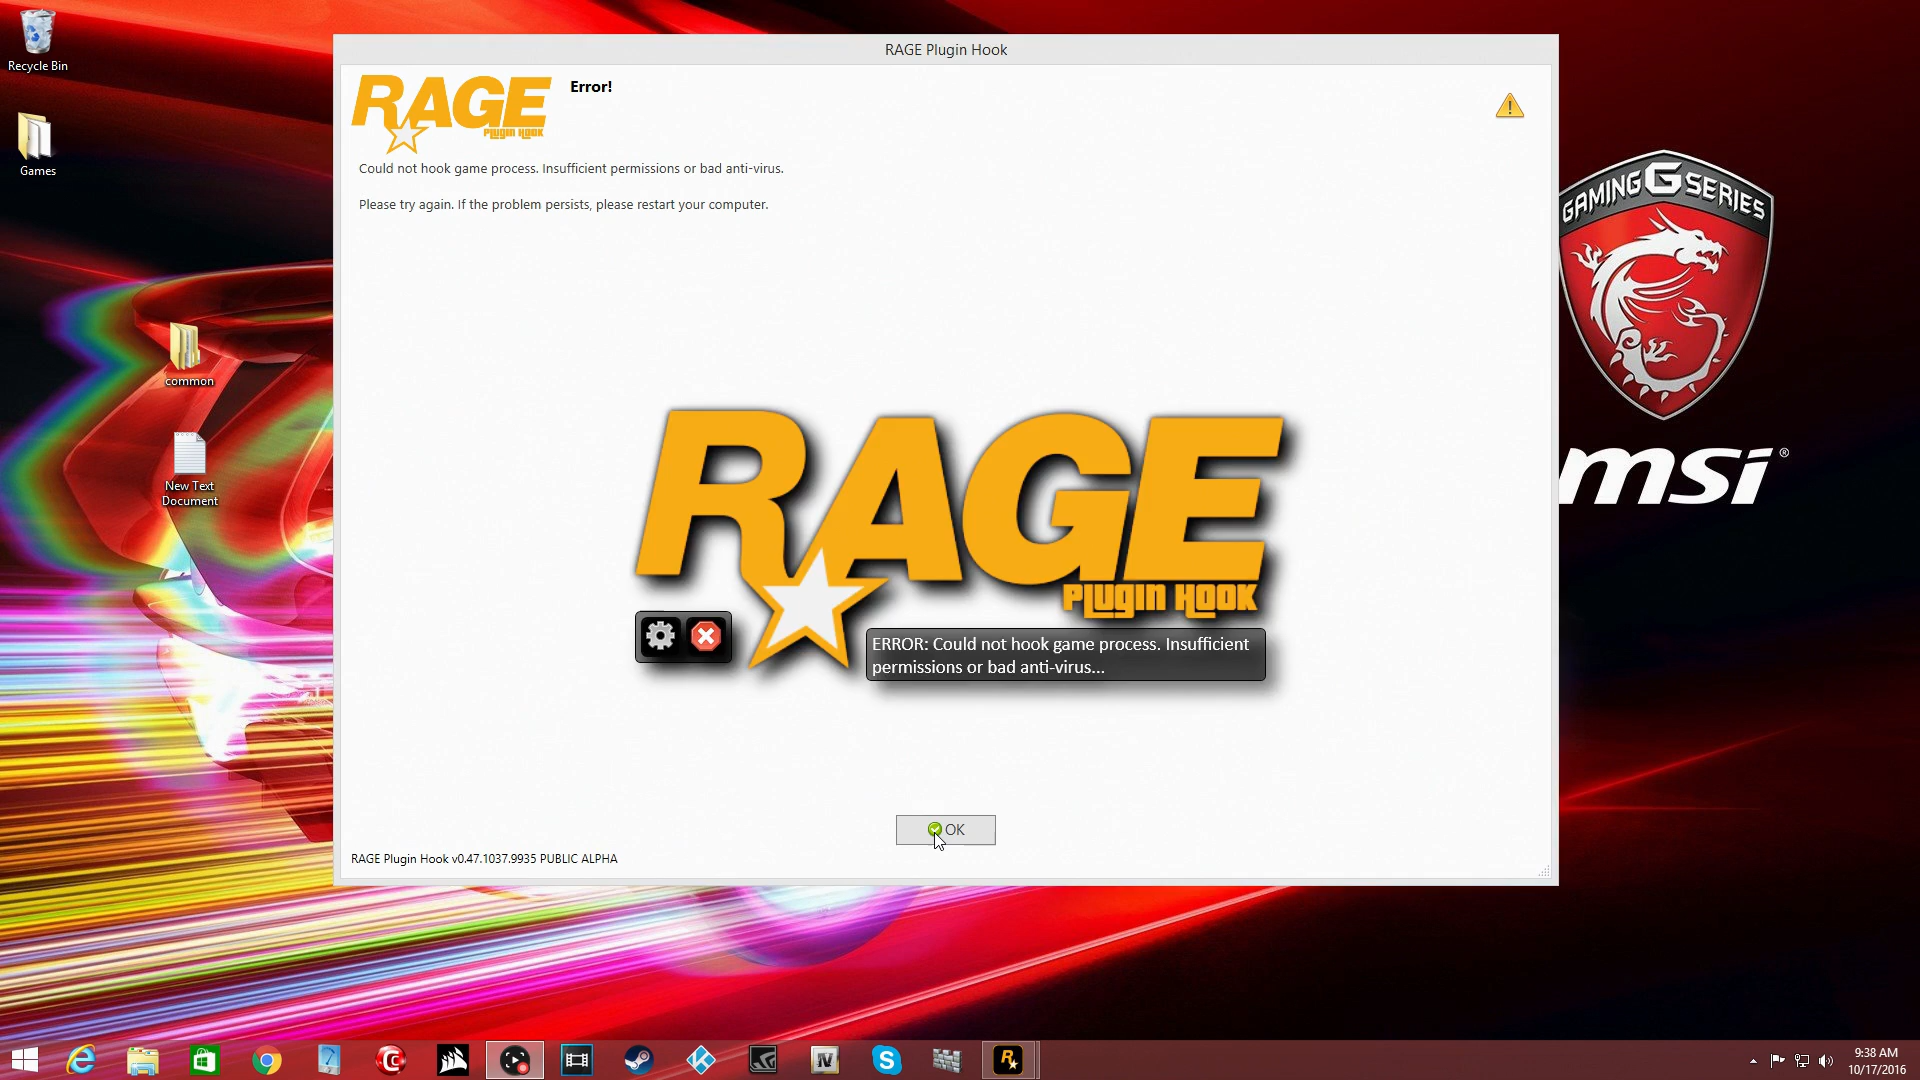 Recycle Bin
Games
common
New Text
Document
RAGE Plugin Hook
RAGE
PLUGIN HOOK
Error!
Could not hook game process. Insufficient permissions or bad anti-virus.
Please try again. If the problem persists, please restart your computer.
RAGE
PLUGIN HOOK
ERROR: Could not hook game process. Insufficient
permissions or bad anti-virus...
OK
RAGE Plugin Hook v0.47.1037.9935 PUBLIC ALPHA
GAMING G SERIES
msi®
IV
9:38 AM
10/17/2016